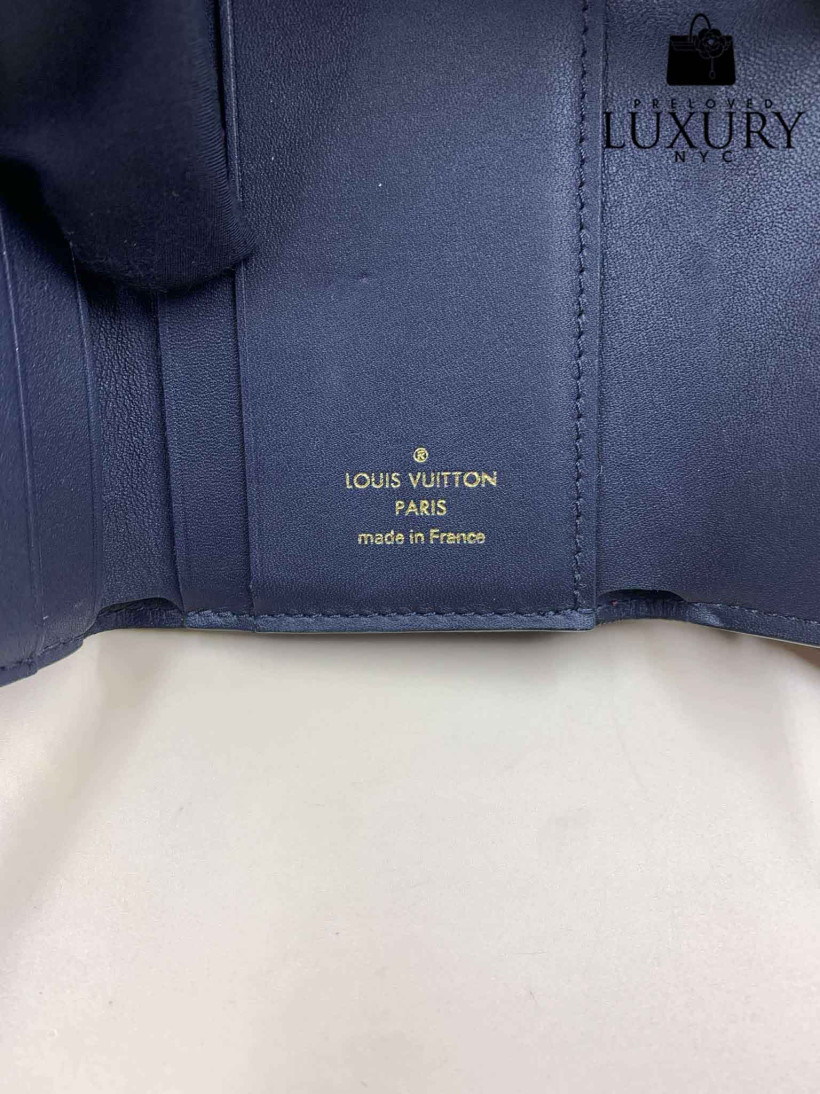 PRELOVED
LUXURY
NYC
®
LOUIS VUITTON
PARIS
made in France